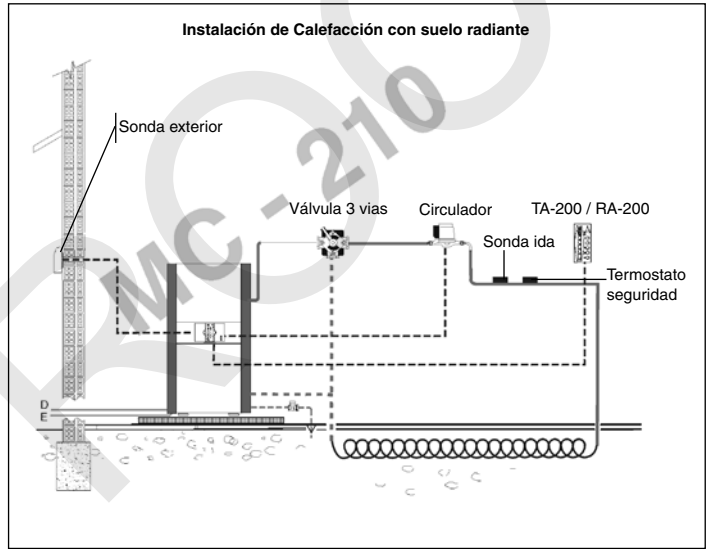 Instalación de Calefacción con suelo radiante
Sonda exterior
MC - 210
Válvula 3 vias
Circulador
TA-200 / RA-200
Sonda ida
Termostato
seguridad
D
E